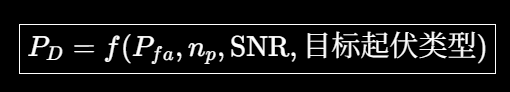 P_D = f(P_{fa}, n_p, SNR, 目标起伏类型)